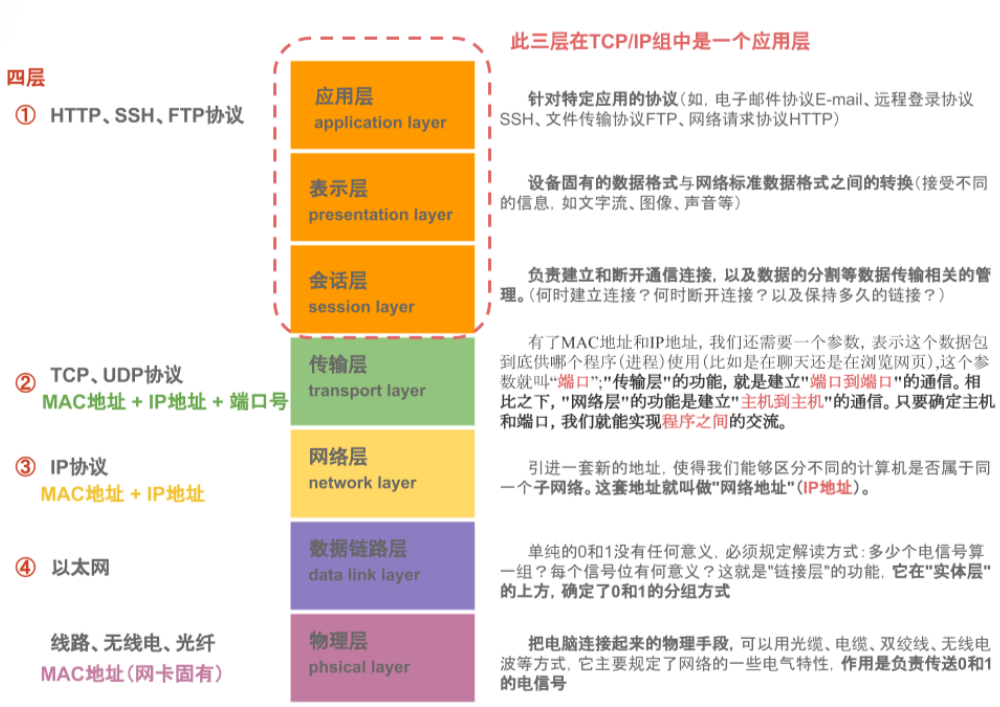 此三层在TCP/IP组中是一个应用层
四层
① HTTP、SSH、FTP协议
应用层
application layer
针对特定应用的协议(如, 电子邮件协议E-mail、远程登录协议
SSH、文件传输协议FTP、网络请求协议HTTP)
表示层
presentation layer
设备固有的数据格式与网络标准数据格式之间的转换(接受不同
的信息, 如文字流、图像、声音等)
会话层
session layer
负责建立和断开通信连接, 以及数据的分割等数据传输相关的管
理。(何时建立连接？何时断开连接？以及保持多久的链接？)
② TCP、UDP协议
MAC地址 + IP地址 + 端口号
传输层
transport layer
有了MAC地址和IP地址, 我们还需要一个参数, 表示这个数据包
到底供哪个程序(进程)使用(比如是在聊天还是在浏览网页),这个参
数就叫“端口”;"传输层"的功能, 就是建立"端口到端口"的通信。相
比之下, "网络层"的功能是建立"主机到主机"的通信。只要确定主机
和端口, 我们就能实现程序之间的交流。
③ IP协议
MAC地址 + IP地址
网络层
network layer
引进一套新的地址, 使得我们能够区分不同的计算机是否属于同
一个子网络。这套地址就叫做"网络地址"(IP地址)。
④ 以太网
数据链路层
data link layer
单纯的0和1没有任何意义, 必须规定解读方式: 多少个电信号算
一组？每个信号位有何意义？这就是"链接层"的功能, 它在"实体层"
的上方, 确定了0和1的分组方式
线路、无线电、光纤
MAC地址(网卡固有)
物理层
phsical layer
把电脑连接起来的物理手段, 可以用光缆、电缆、双绞线、无线电
波等方式, 它主要规定了网络的一些电气特性, 作用是负责传送0和1
的电信号